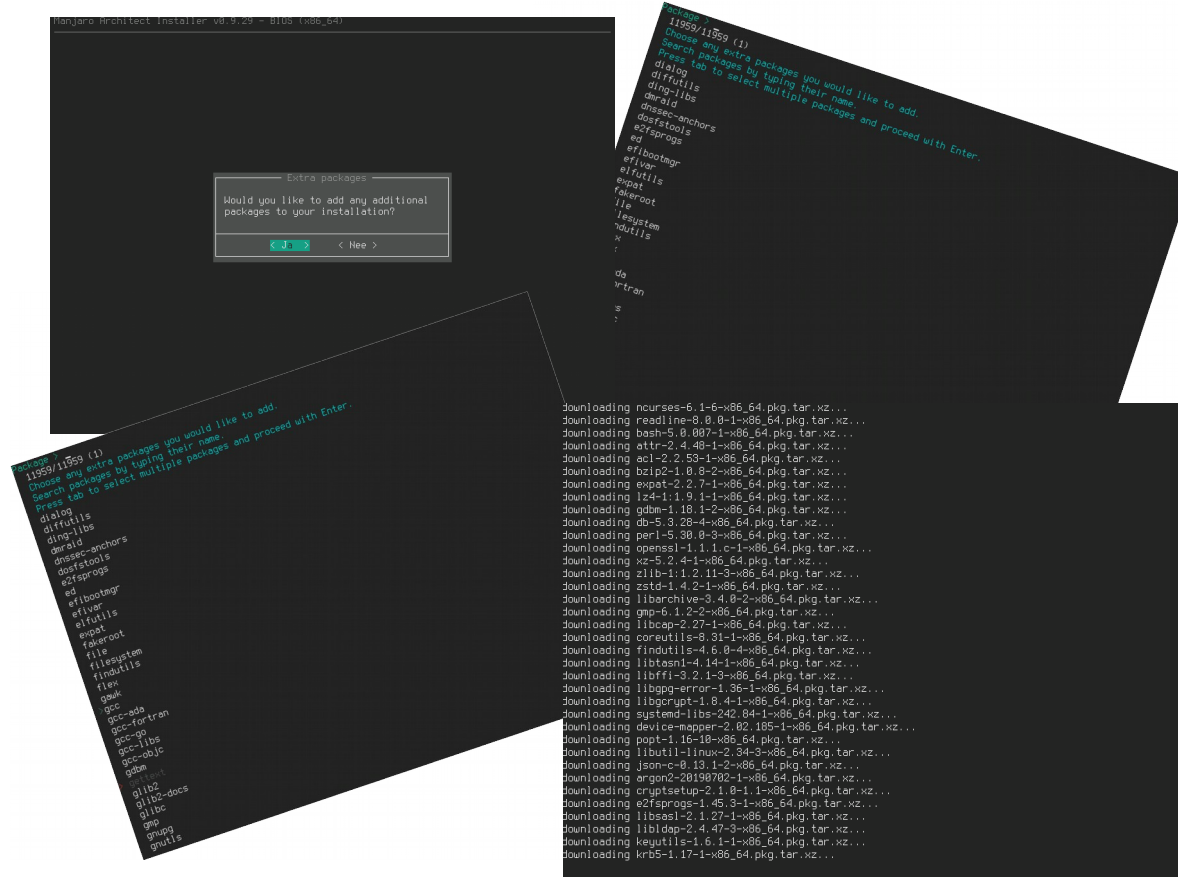 Manjaro Architect Installer v0.9.29 - BIOS (x86_64)
Extra packages
Would you like to add any additional
packages to your installation?
< Ja >
< Nee >
Package >
11959/11959 (1)
Choose any extra packages you would like to add.
Search packages by typing their name.
Press tab to select multiple packages and proceed with Enter.
dialog
diffutils
ding-libs
dmraid
dnssec-anchors
dosfstools
e2fsprogs
ed
efibootmgr
efivar
elfutils
expat
fakeroot
ile
lesystem
ndutils
x
da
rtran
s
Package >
11959/11959 (1)
Choose any extra packages you would like to add.
Search packages by typing their name.
Press tab to select multiple packages and proceed with Enter.
dialog
diffutils
ding-libs
dmraid
dnssec-anchors
dosfstools
e2fsprogs
ed
efibootmgr
efivar
elfutils
expat
fakeroot
file
filesystem
findutils
flex
gawk
gcc
gcc-ada
gcc-fortran
gcc-go
gcc-libs
gcc-objc
gdbm
gettext
glib2
glib2-docs
glibc
gmp
gnupg
gnutls
downloading ncurses-6.1-6-x86_64.pkg.tar.xz...
downloading readline-8.0.0-1-x86_64.pkg.tar.xz...
downloading bash-5.0.007-1-x86_64.pkg.tar.xz...
downloading attr-2.4.48-1-x86_64.pkg.tar.xz...
downloading acl-2.2.53-1-x86_64.pkg.tar.xz...
downloading bzip2-1.0.8-2-x86_64.pkg.tar.xz...
downloading expat-2.2.7-1-x86_64.pkg.tar.xz...
downloading lz4-1:1.9.1-1-x86_64.pkg.tar.xz...
downloading gdbm-1.18.1-2-x86_64.pkg.tar.xz...
downloading db-5.3.28-4-x86_64.pkg.tar.xz...
downloading perl-5.30.0-3-x86_64.pkg.tar.xz...
downloading openssl-1.1.1.c-1-x86_64.pkg.tar.xz...
downloading xz-5.2.4-1-x86_64.pkg.tar.xz...
downloading zlib-1:1.2.11-3-x86_64.pkg.tar.xz...
downloading zstd-1.4.2-1-x86_64.pkg.tar.xz...
downloading libarchive-3.4.0-2-x86_64.pkg.tar.xz...
downloading gmp-6.1.2-2-x86_64.pkg.tar.xz...
downloading libcap-2.27-1-x86_64.pkg.tar.xz...
downloading coreutils-8.31-1-x86_64.pkg.tar.xz...
downloading findutils-4.6.0-4-x86_64.pkg.tar.xz...
downloading libtasn1-4.14-1-x86_64.pkg.tar.xz...
downloading libffi-3.2.1-3-x86_64.pkg.tar.xz...
downloading libgpg-error-1.36-1-x86_64.pkg.tar.xz...
downloading libgcrypt-1.8.4-1-x86_64.pkg.tar.xz...
downloading systemd-libs-242.84-1-x86_64.pkg.tar.xz...
downloading device-mapper-2.02.185-1-x86_64.pkg.tar.xz...
downloading popt-1.16-10-x86_64.pkg.tar.xz...
downloading libutil-linux-2.34-3-x86_64.pkg.tar.xz...
downloading json-c-0.13.1-2-x86_64.pkg.tar.xz...
downloading argon2-20190702-1-x86_64.pkg.tar.xz...
downloading cryptsetup-2.1.0-1.1-x86_64.pkg.tar.xz...
downloading e2fsprogs-1.45.3-1-x86_64.pkg.tar.xz...
downloading libsasl-2.1.27-1-x86_64.pkg.tar.xz...
downloading libldap-2.4.47-3-x86_64.pkg.tar.xz...
downloading keyutils-1.6.1-1-x86_64.pkg.tar.xz...
downloading krb5-1.17-1-x86_64.pkg.tar.xz...